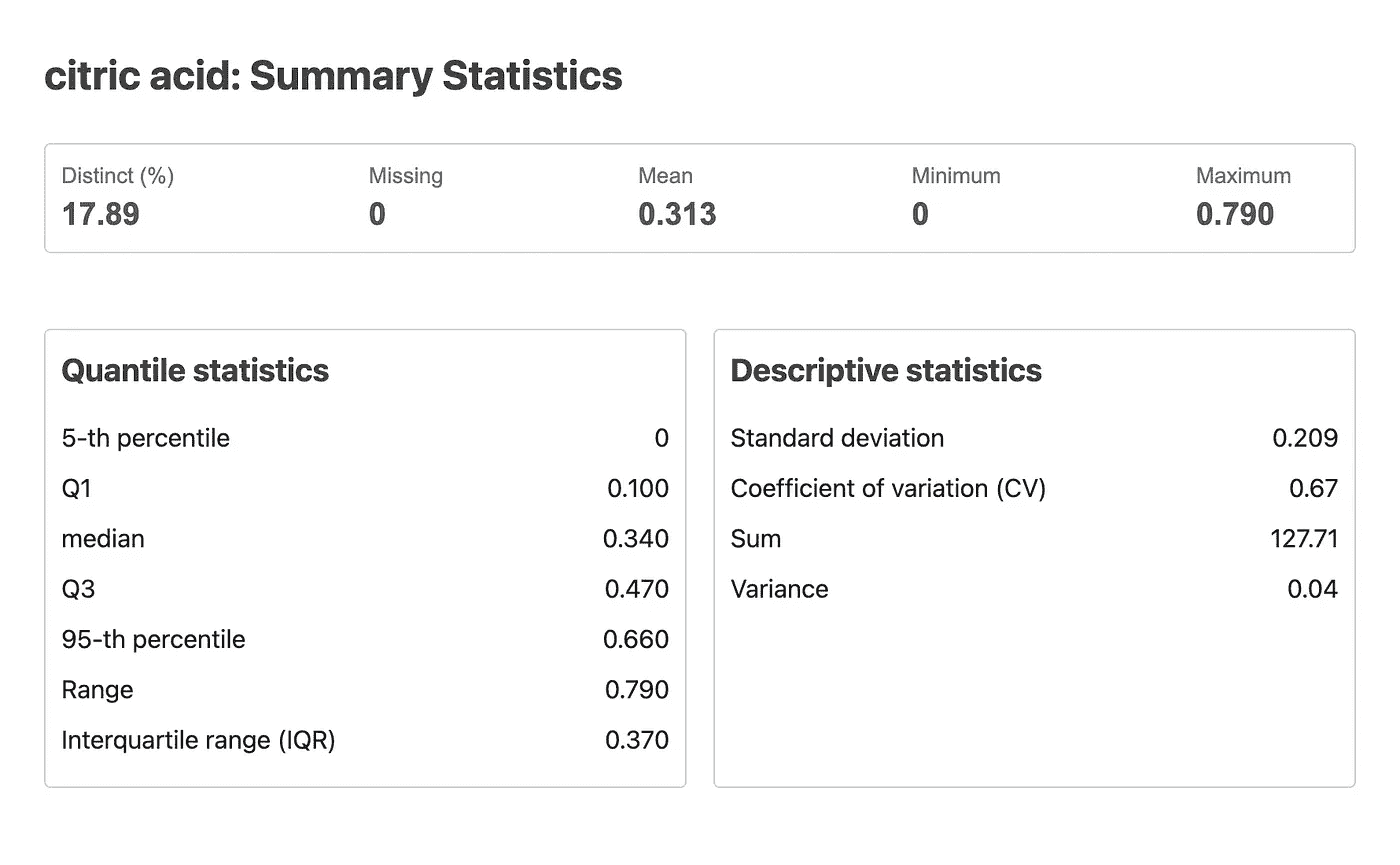 citric acid: Summary Statistics
Distinct (%) Missing Mean Minimum Maximum
17.89 0 0.313 0 0.790
Quantile statistics
5-th percentile 0
Q1 0.100
median 0.340
Q3 0.470
95-th percentile 0.660
Range 0.790
Interquartile range (IQR) 0.370
Descriptive statistics
Standard deviation 0.209
Coefficient of variation (CV) 0.67
Sum 127.71
Variance 0.04